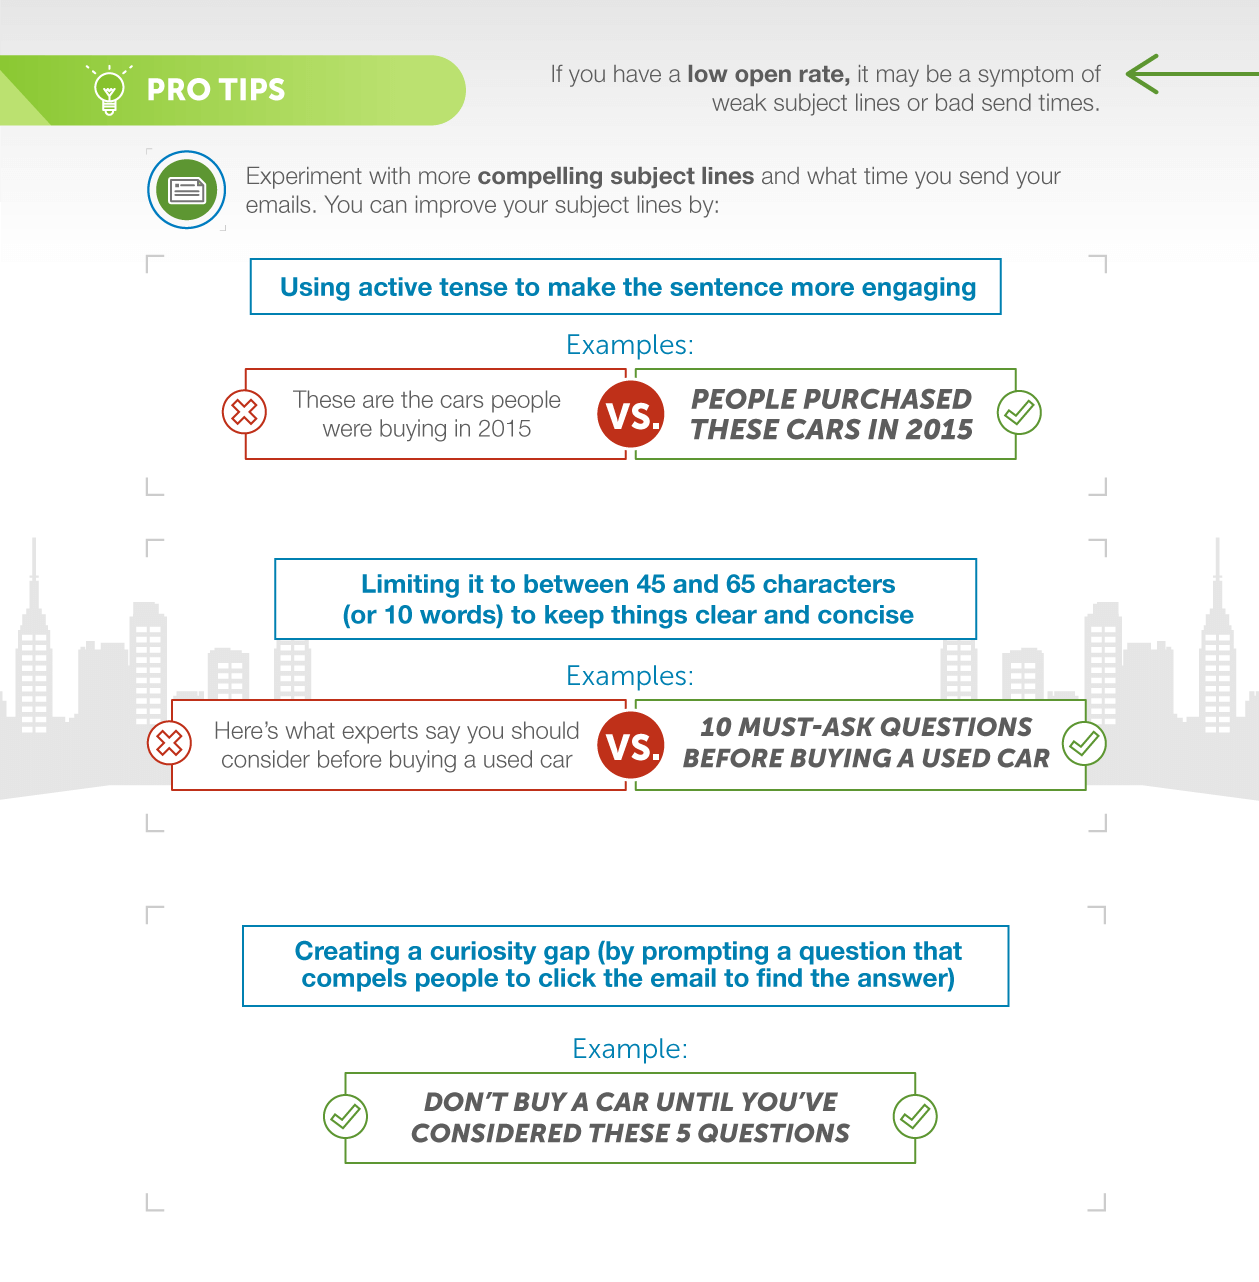 PRO TIPS
If you have a low open rate, it may be a symptom of
weak subject lines or bad send times.
Experiment with more compelling subject lines and what time you send your
emails. You can improve your subject lines by:
Using active tense to make the sentence more engaging
Examples:
These are the cars people
were buying in 2015
VS.
PEOPLE PURCHASED
THESE CARS IN 2015
Limiting it to between 45 and 65 characters
(or 10 words) to keep things clear and concise
Examples:
Here’s what experts say you should
consider before buying a used car
VS.
10 MUST-ASK QUESTIONS
BEFORE BUYING A USED CAR
Creating a curiosity gap (by prompting a question that
compels people to click the email to find the answer)
Example:
DON’T BUY A CAR UNTIL YOU’VE
CONSIDERED THESE 5 QUESTIONS